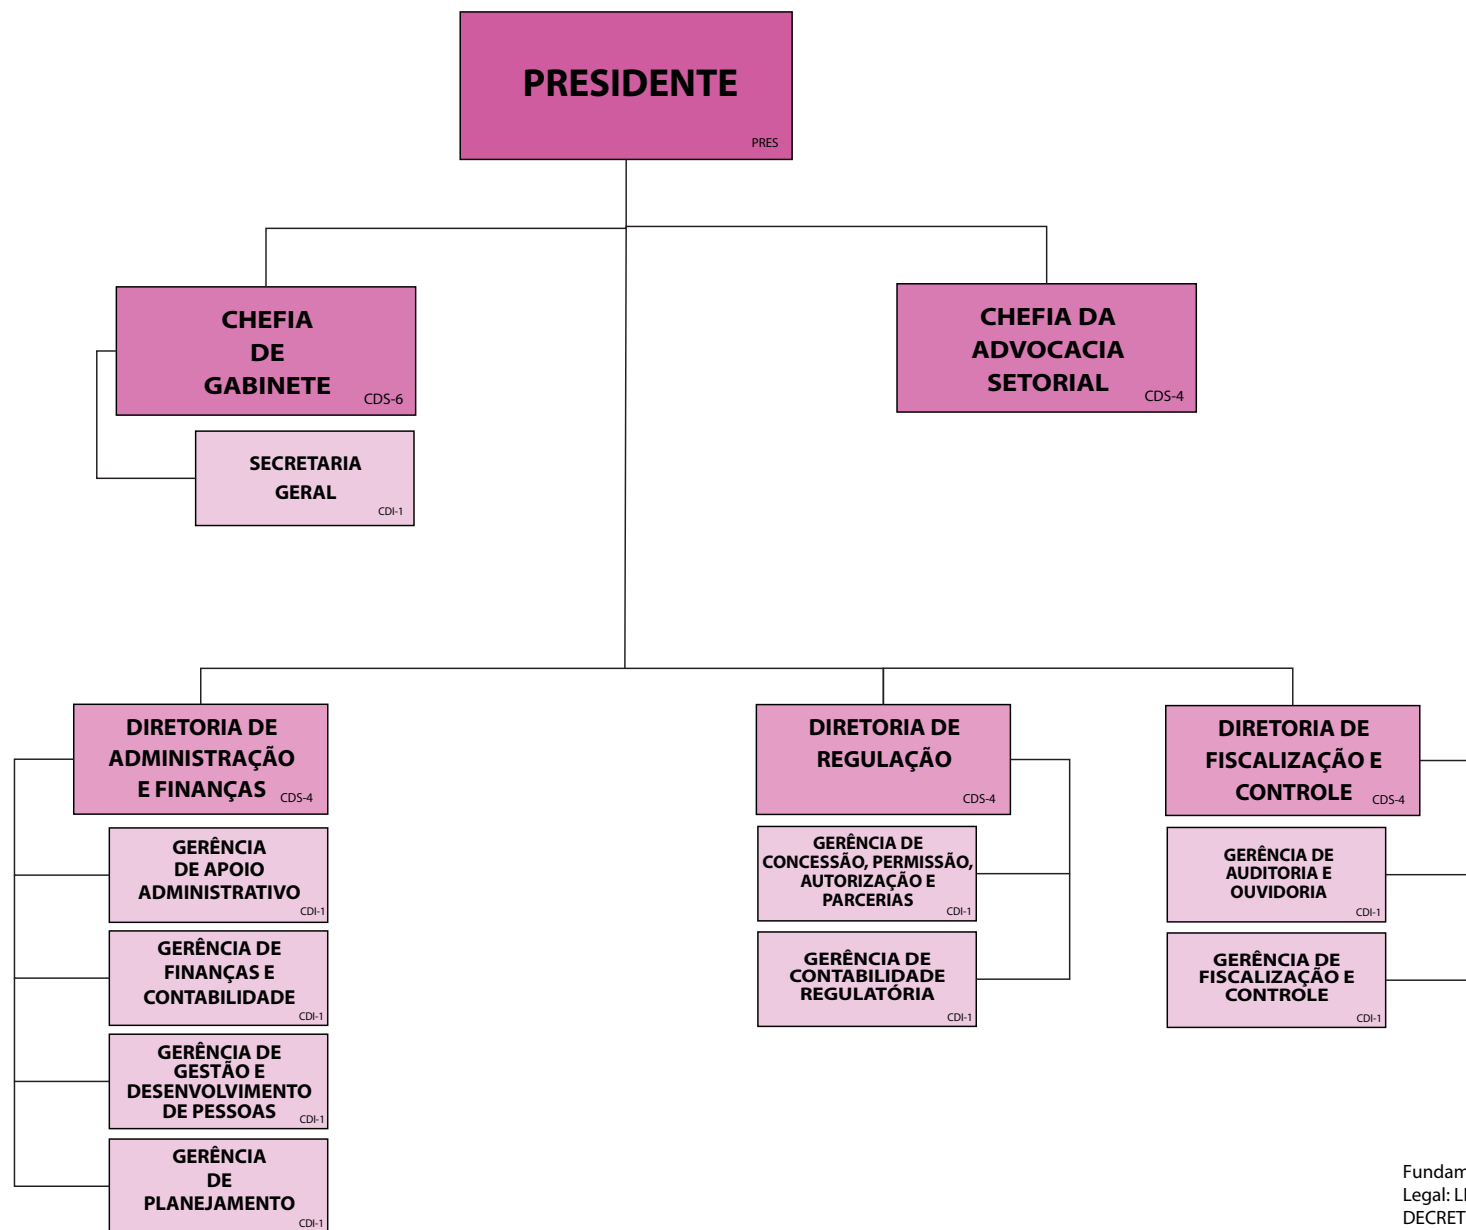 PRESIDENTE
PRES
CHEFIA
DE
GABINETE
CDS-6
CHEFIA DA
ADVOCACIA
SETORIAL
CDS-4
SECRETARIA
GERAL
CDI-1
DIRETORIA DE
ADMINISTRAÇÃO
E FINANÇAS
CDS-4
GERÊNCIA
DE APOIO
ADMINISTRATIVO
CDI-1
GERÊNCIA DE
FINANÇAS E
CONTABILIDADE
CDI-1
GERÊNCIA DE
GESTÃO E
DESENVOLVIMENTO
DE PESSOAS
CDI-1
GERÊNCIA
DE
PLANEJAMENTO
CDI-1
DIRETORIA DE
REGULAÇÃO
CDS-4
GERÊNCIA DE
CONCESSÃO, PERMISSÃO,
AUTORIZAÇÃO E
PARCERIAS
CDI-1
GERÊNCIA DE
CONTABILIDADE
REGULATÓRIA
CDI-1
DIRETORIA DE
FISCALIZAÇÃO E
CONTROLE
CDS-4
GERÊNCIA DE
AUDITORIA E
OUVIDORIA
CDI-1
GERÊNCIA DE
FISCALIZAÇÃO E
CONTROLE
CDI-1
Fundam
Legal:
DECRET